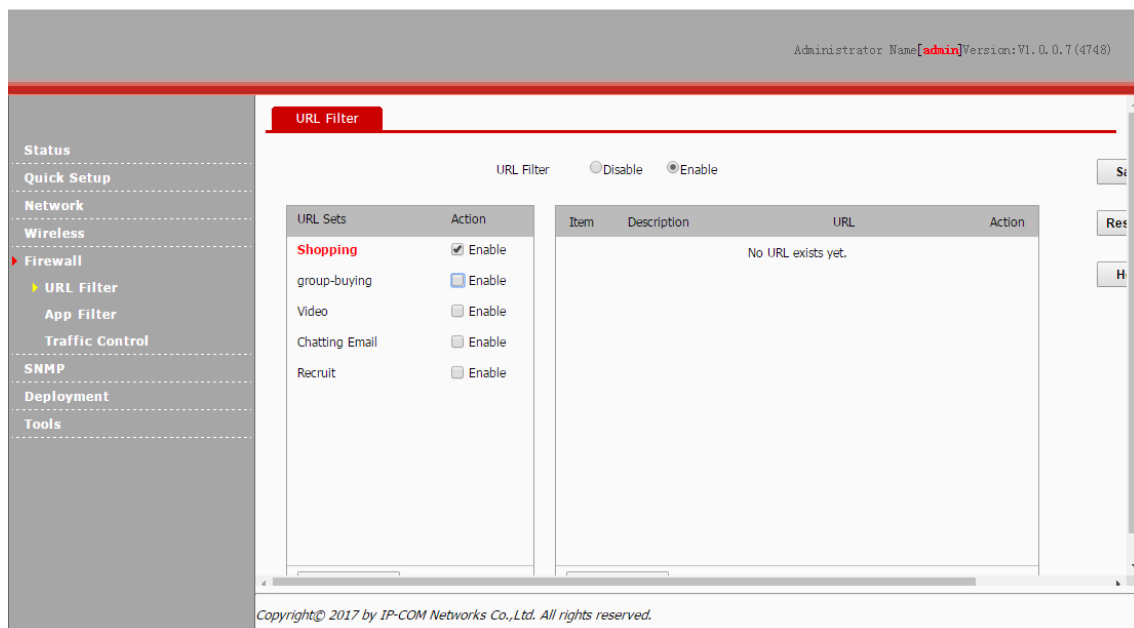 Administrator Name[admin]Version:V1.0.0.7(4748)
URL Filter
Status
Quick Setup
Network
Wireless
Firewall
URL Filter
App Filter
Traffic Control
SNMP
Deployment
Tools
URL Filter Disable Enable
URL Sets Action
Shopping Enable
group-buying Enable
Video Enable
Chatting Email Enable
Recruit Enable
Item Description URL Action
No URL exists yet.
Copyright© 2017 by IP-COM Networks Co.,Ltd. All rights reserved.